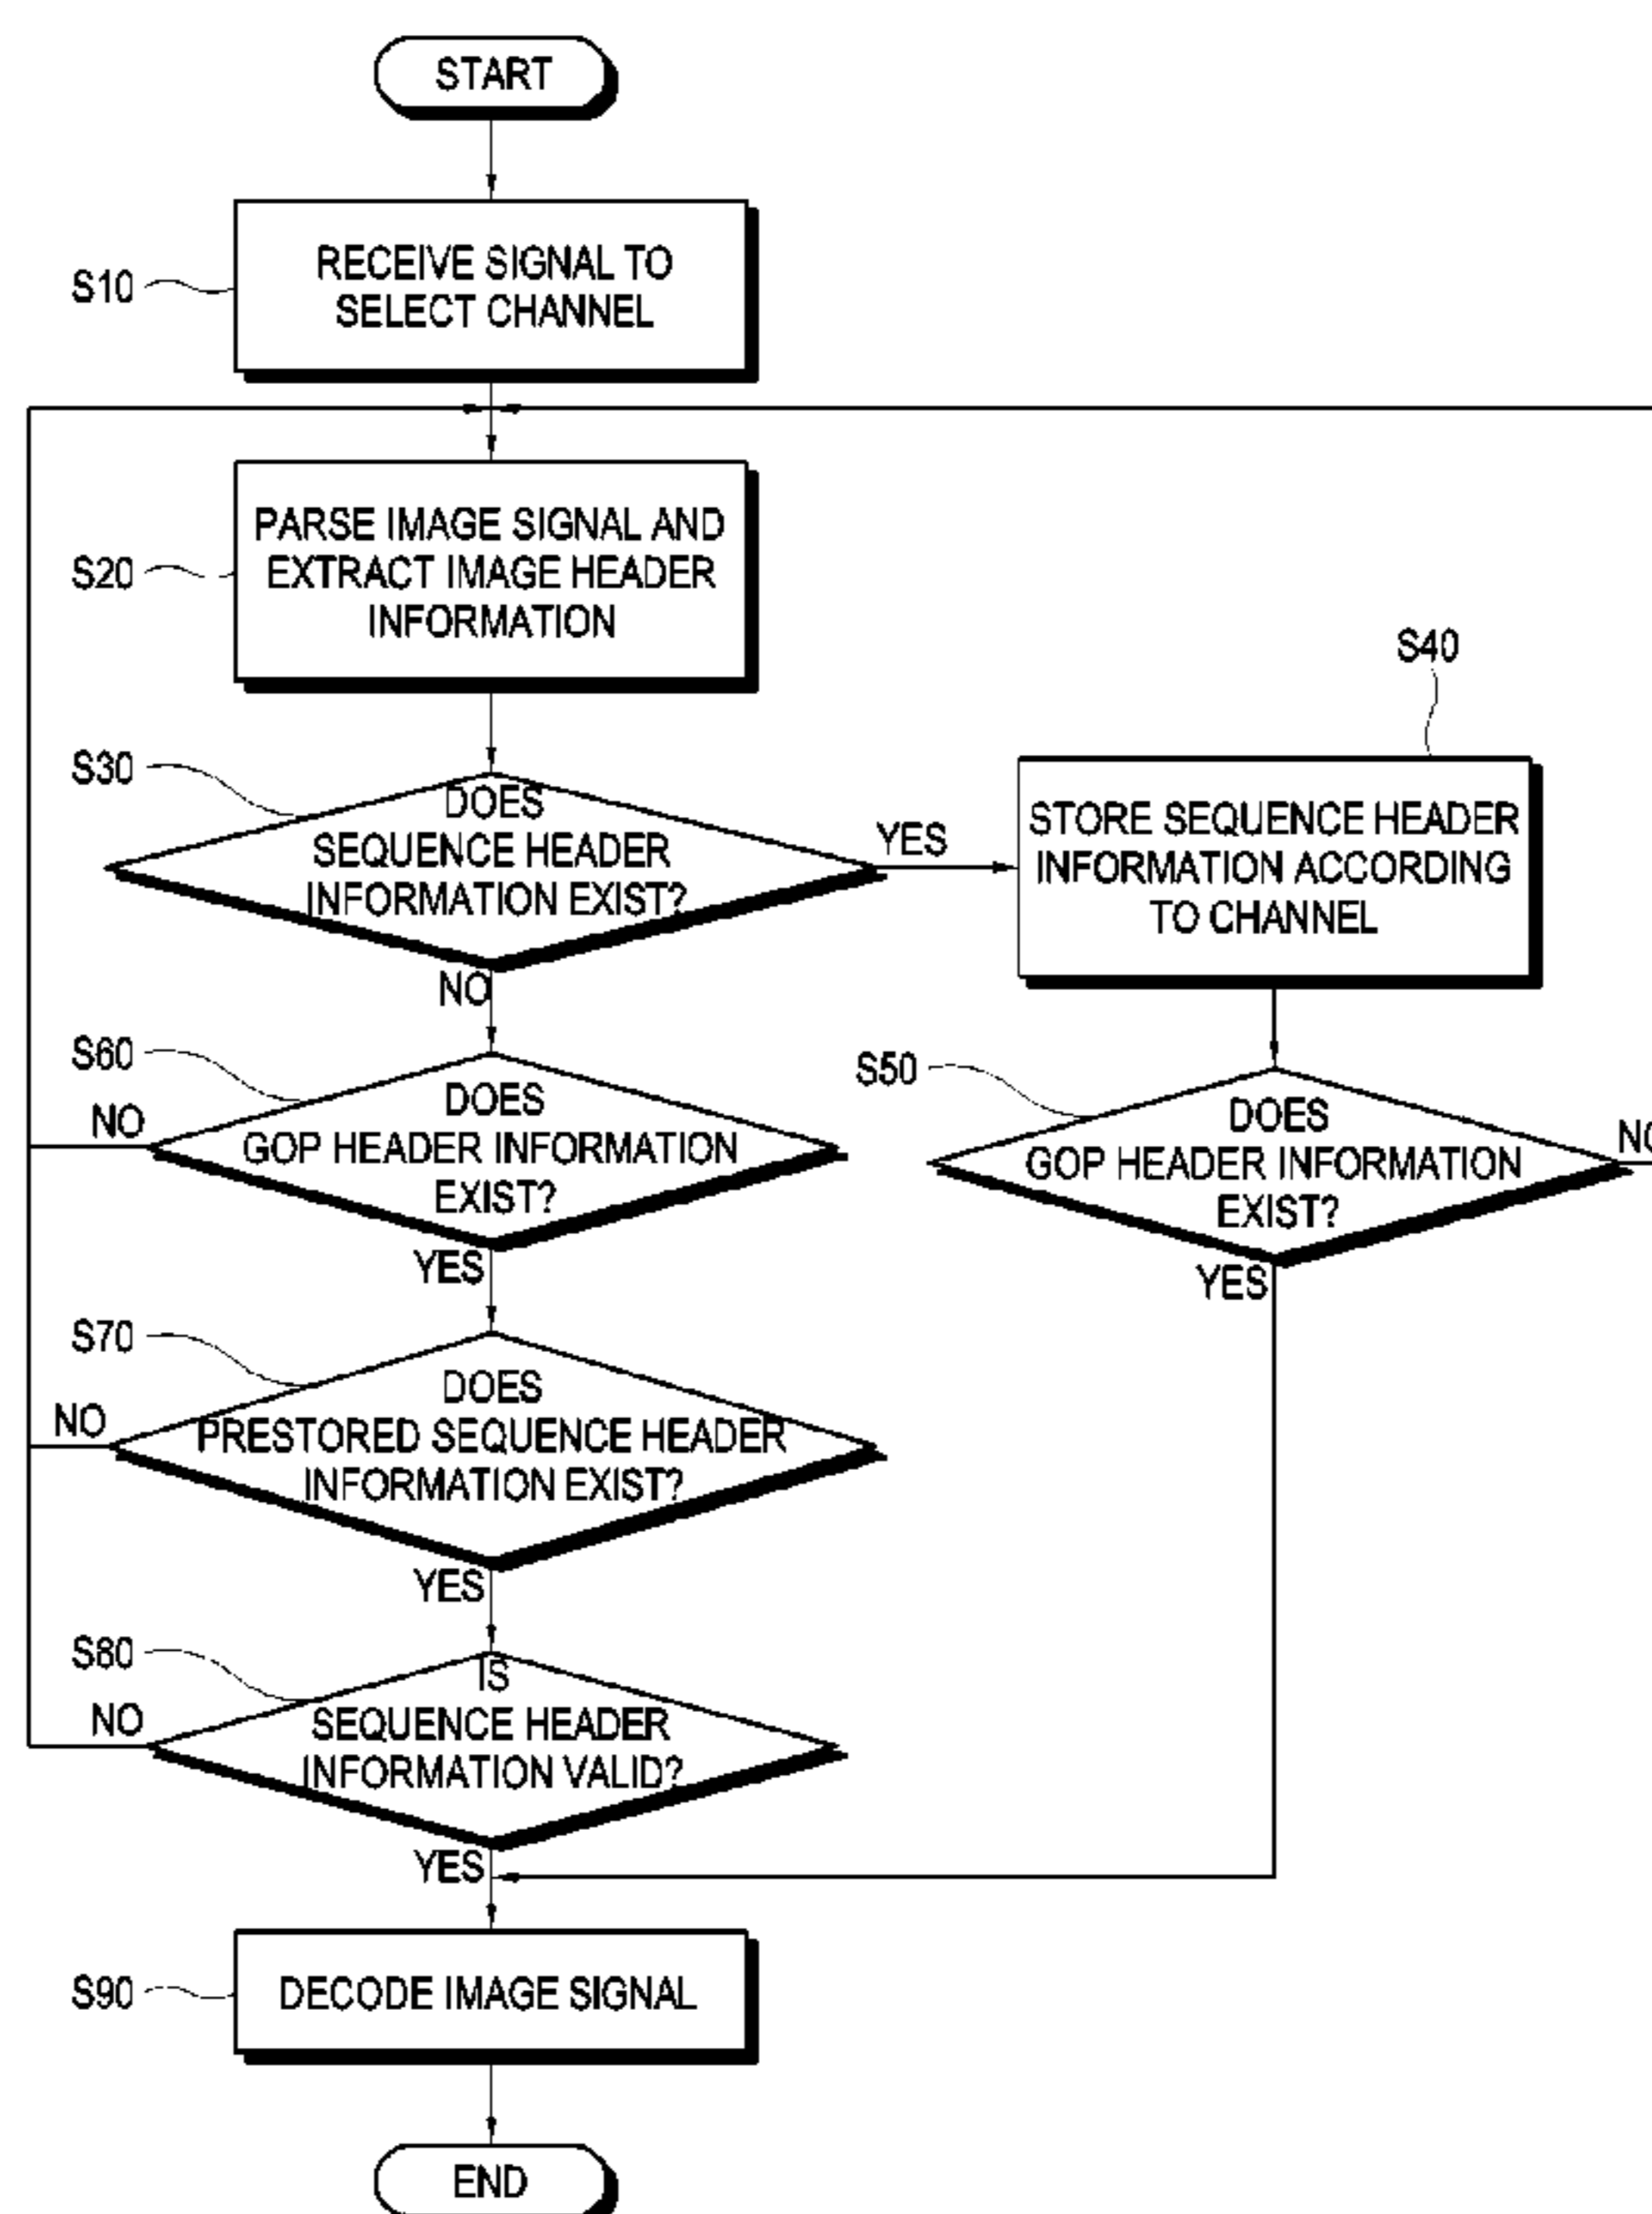 START
S10
RECEIVE SIGNAL TO
SELECT CHANNEL
S20
PARSE IMAGE SIGNAL AND
EXTRACT IMAGE HEADER
INFORMATION
S30
DOES
SEQUENCE HEADER
INFORMATION EXIST?
YES
NO
S40
STORE SEQUENCE HEADER
INFORMATION ACCORDING
TO CHANNEL
S60
DOES
GOP HEADER INFORMATION
EXIST?
NO
YES
S50
DOES
GOP HEADER INFORMATION
EXIST?
NO
YES
S70
DOES
PRESTORED SEQUENCE HEADER
INFORMATION EXIST?
NO
YES
S80
IS
SEQUENCE HEADER
INFORMATION VALID?
NO
YES
S90
DECODE IMAGE SIGNAL
END